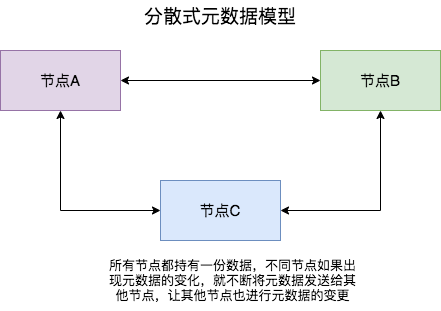 分散式元数据模型
节点A
节点B
节点C
所有节点都持有一份数据，不同节点如果出
现元数据的变化，就不断将元数据发送给其
他节点，让其他节点也进行元数据的变更